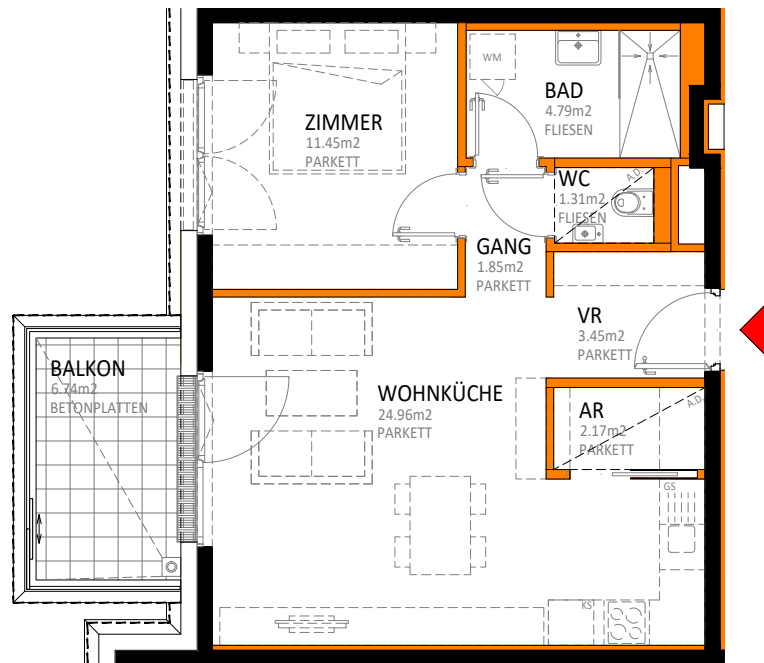 WM
BAD
4.79m2
FLIESEN
ZIMMER
11.45m2
PARKETT
WC
A.D.
1.31m2
FLIESEN
GANG
1.85m2
PARKETT
VR
3.45m2
PARKETT
BALKON
6.74m2
BETONPLATTEN
WOHNKÜCHE
24.96m2
PARKETT
AR
A.D.
2.17m2
PARKETT
GS
KS